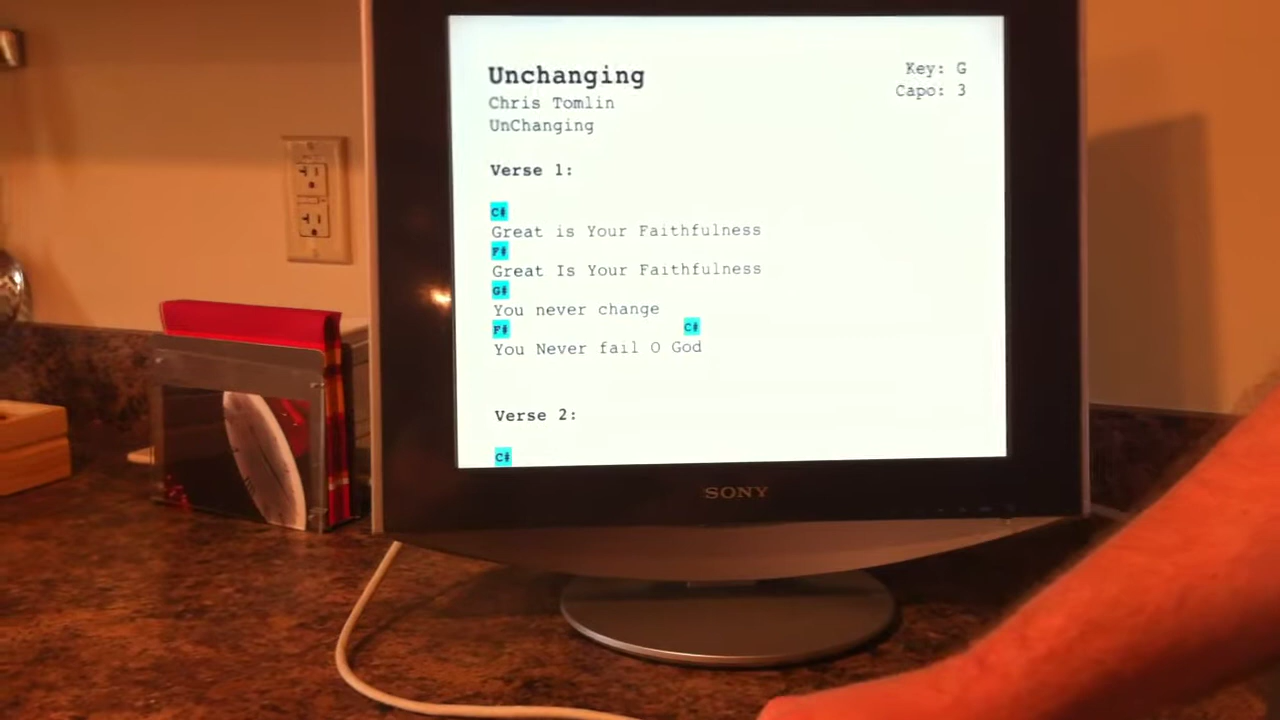 Unchanging
Key: G
Chris Tomlin
Capo: 3
UnChanging
Verse 1:
C#
Great is Your Faithfulness
F#
Great Is Your Faithfulness
G#
You never change
F# C#
You Never fail O God
Verse 2:
C#
SONY